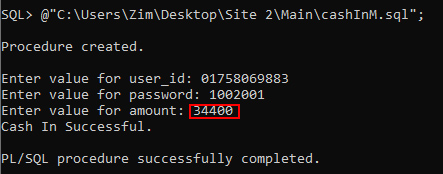 SQL> @"C:\Users\Zim\Desktop\Site 2\Main\cashInM.sql";
Procedure created.
Enter value for user_id: 01758069883
Enter value for password: 1002001
Enter value for amount: 34400
Cash In Successful.
PL/SQL procedure successfully completed.